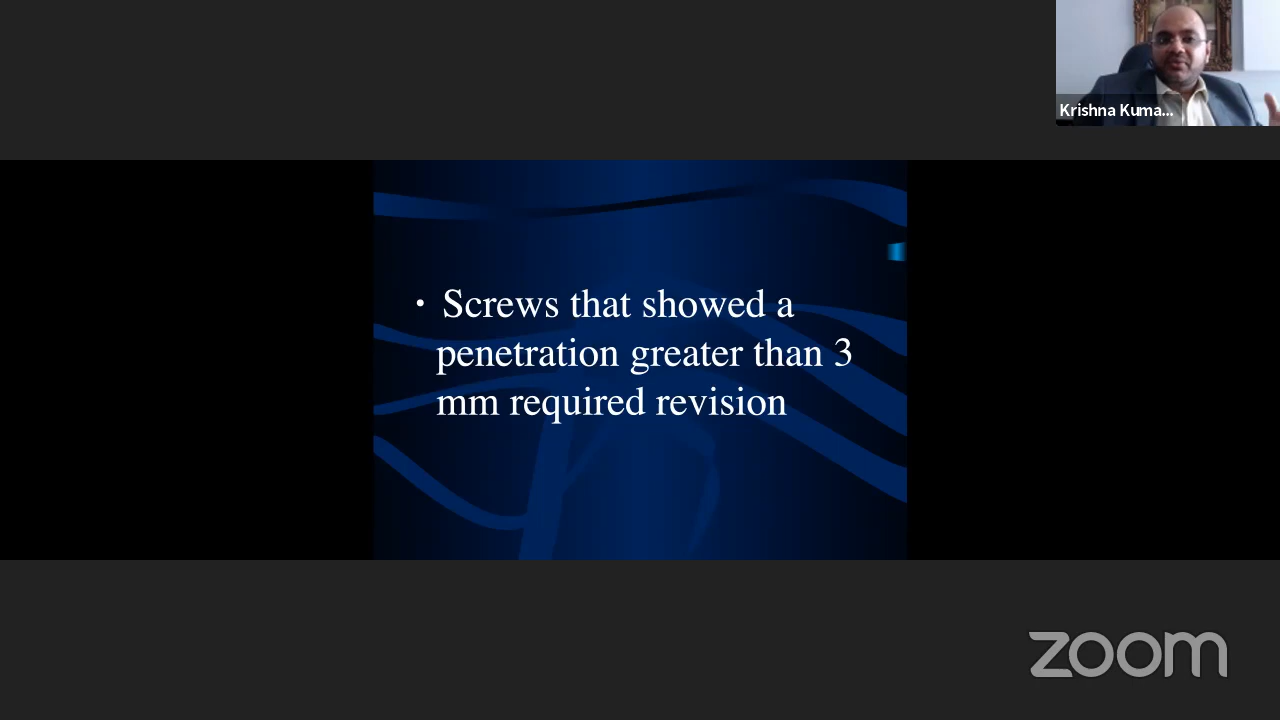 Krishna Kuma...
• Screws that showed a
penetration greater than 3
mm required revision
zoom